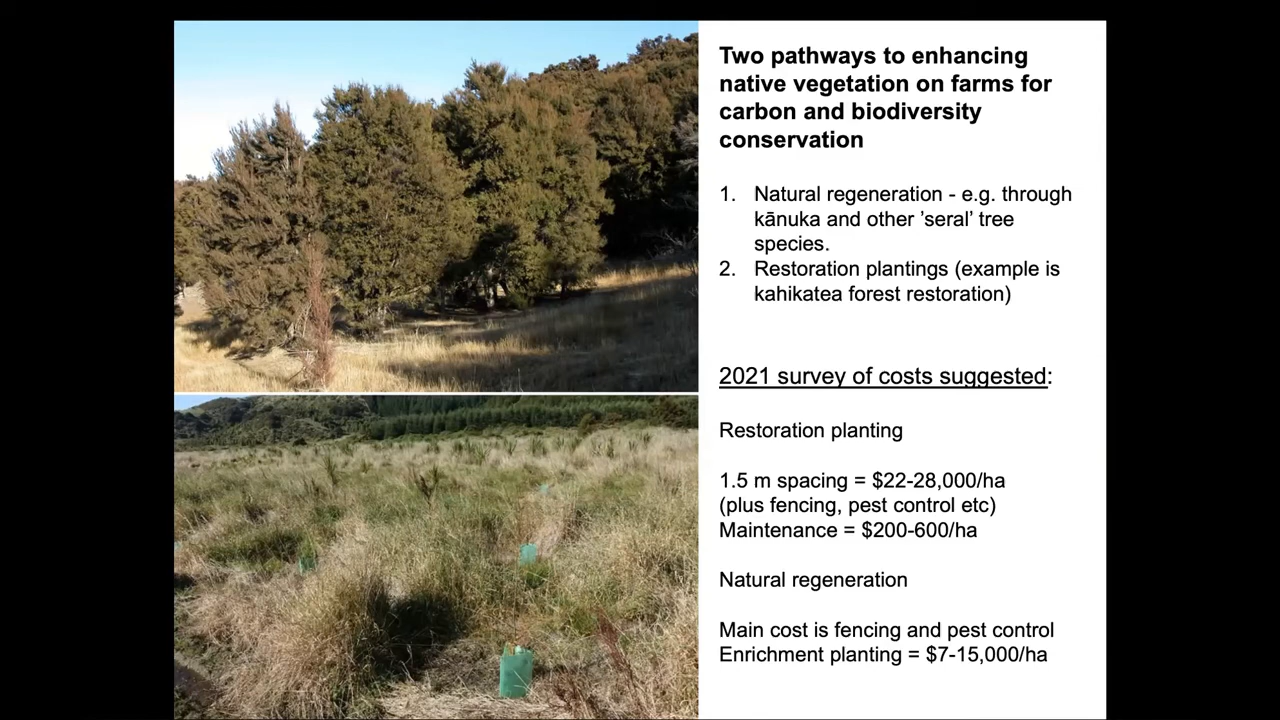 Two pathways to enhancing
native vegetation on farms for
carbon and biodiversity
conservation
1. Natural regeneration - e.g. through
kānuka and other ’seral’ tree
species.
2. Restoration plantings (example is
kahikatea forest restoration)
2021 survey of costs suggested:
Restoration planting
1.5 m spacing = $22-28,000/ha
(plus fencing, pest control etc)
Maintenance = $200-600/ha
Natural regeneration
Main cost is fencing and pest control
Enrichment planting = $7-15,000/ha